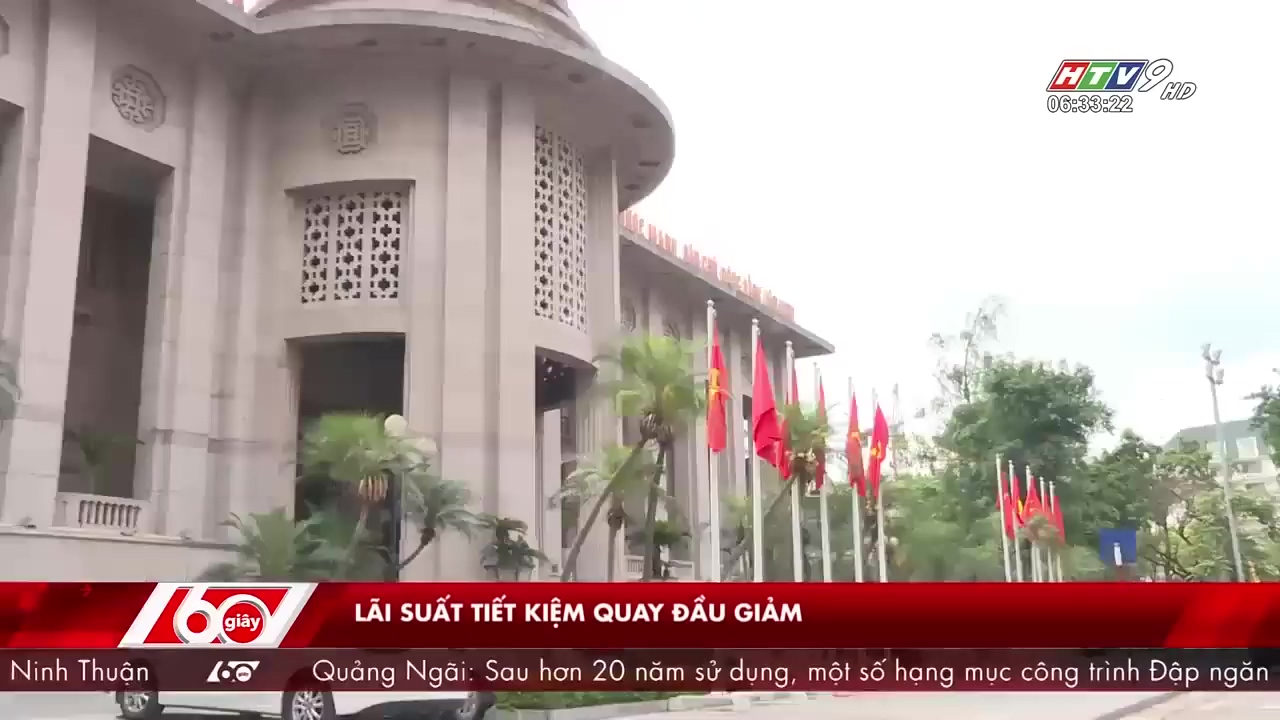 HTV9 HD
06:33:22
60 giây
LÃI SUẤT TIẾT KIỆM QUAY ĐẦU GIẢM
Ninh Thuận 60 giây Quảng Ngãi: Sau hơn 20 năm sử dụng, một số hạng mục công trình Đập ngăn